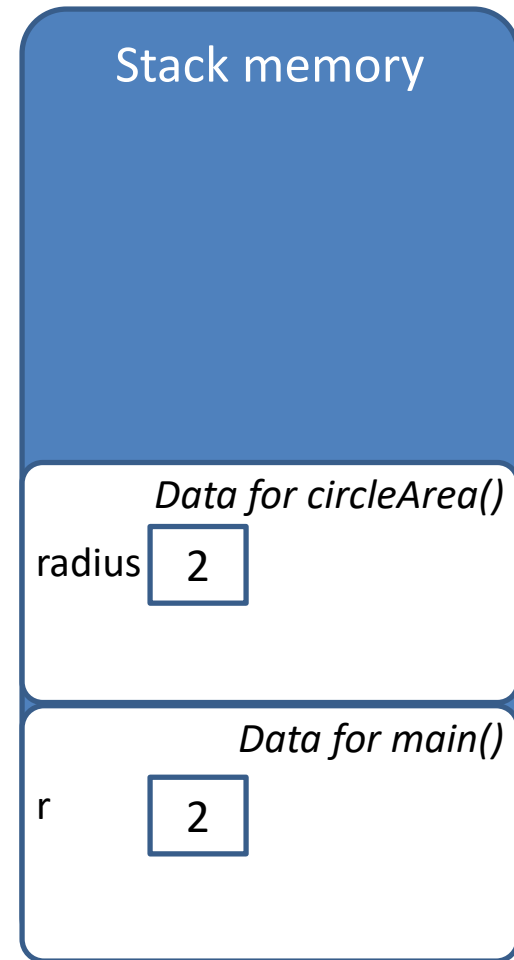 Stack memory
Data for circleArea()
radius 2
Data for main()
r 2